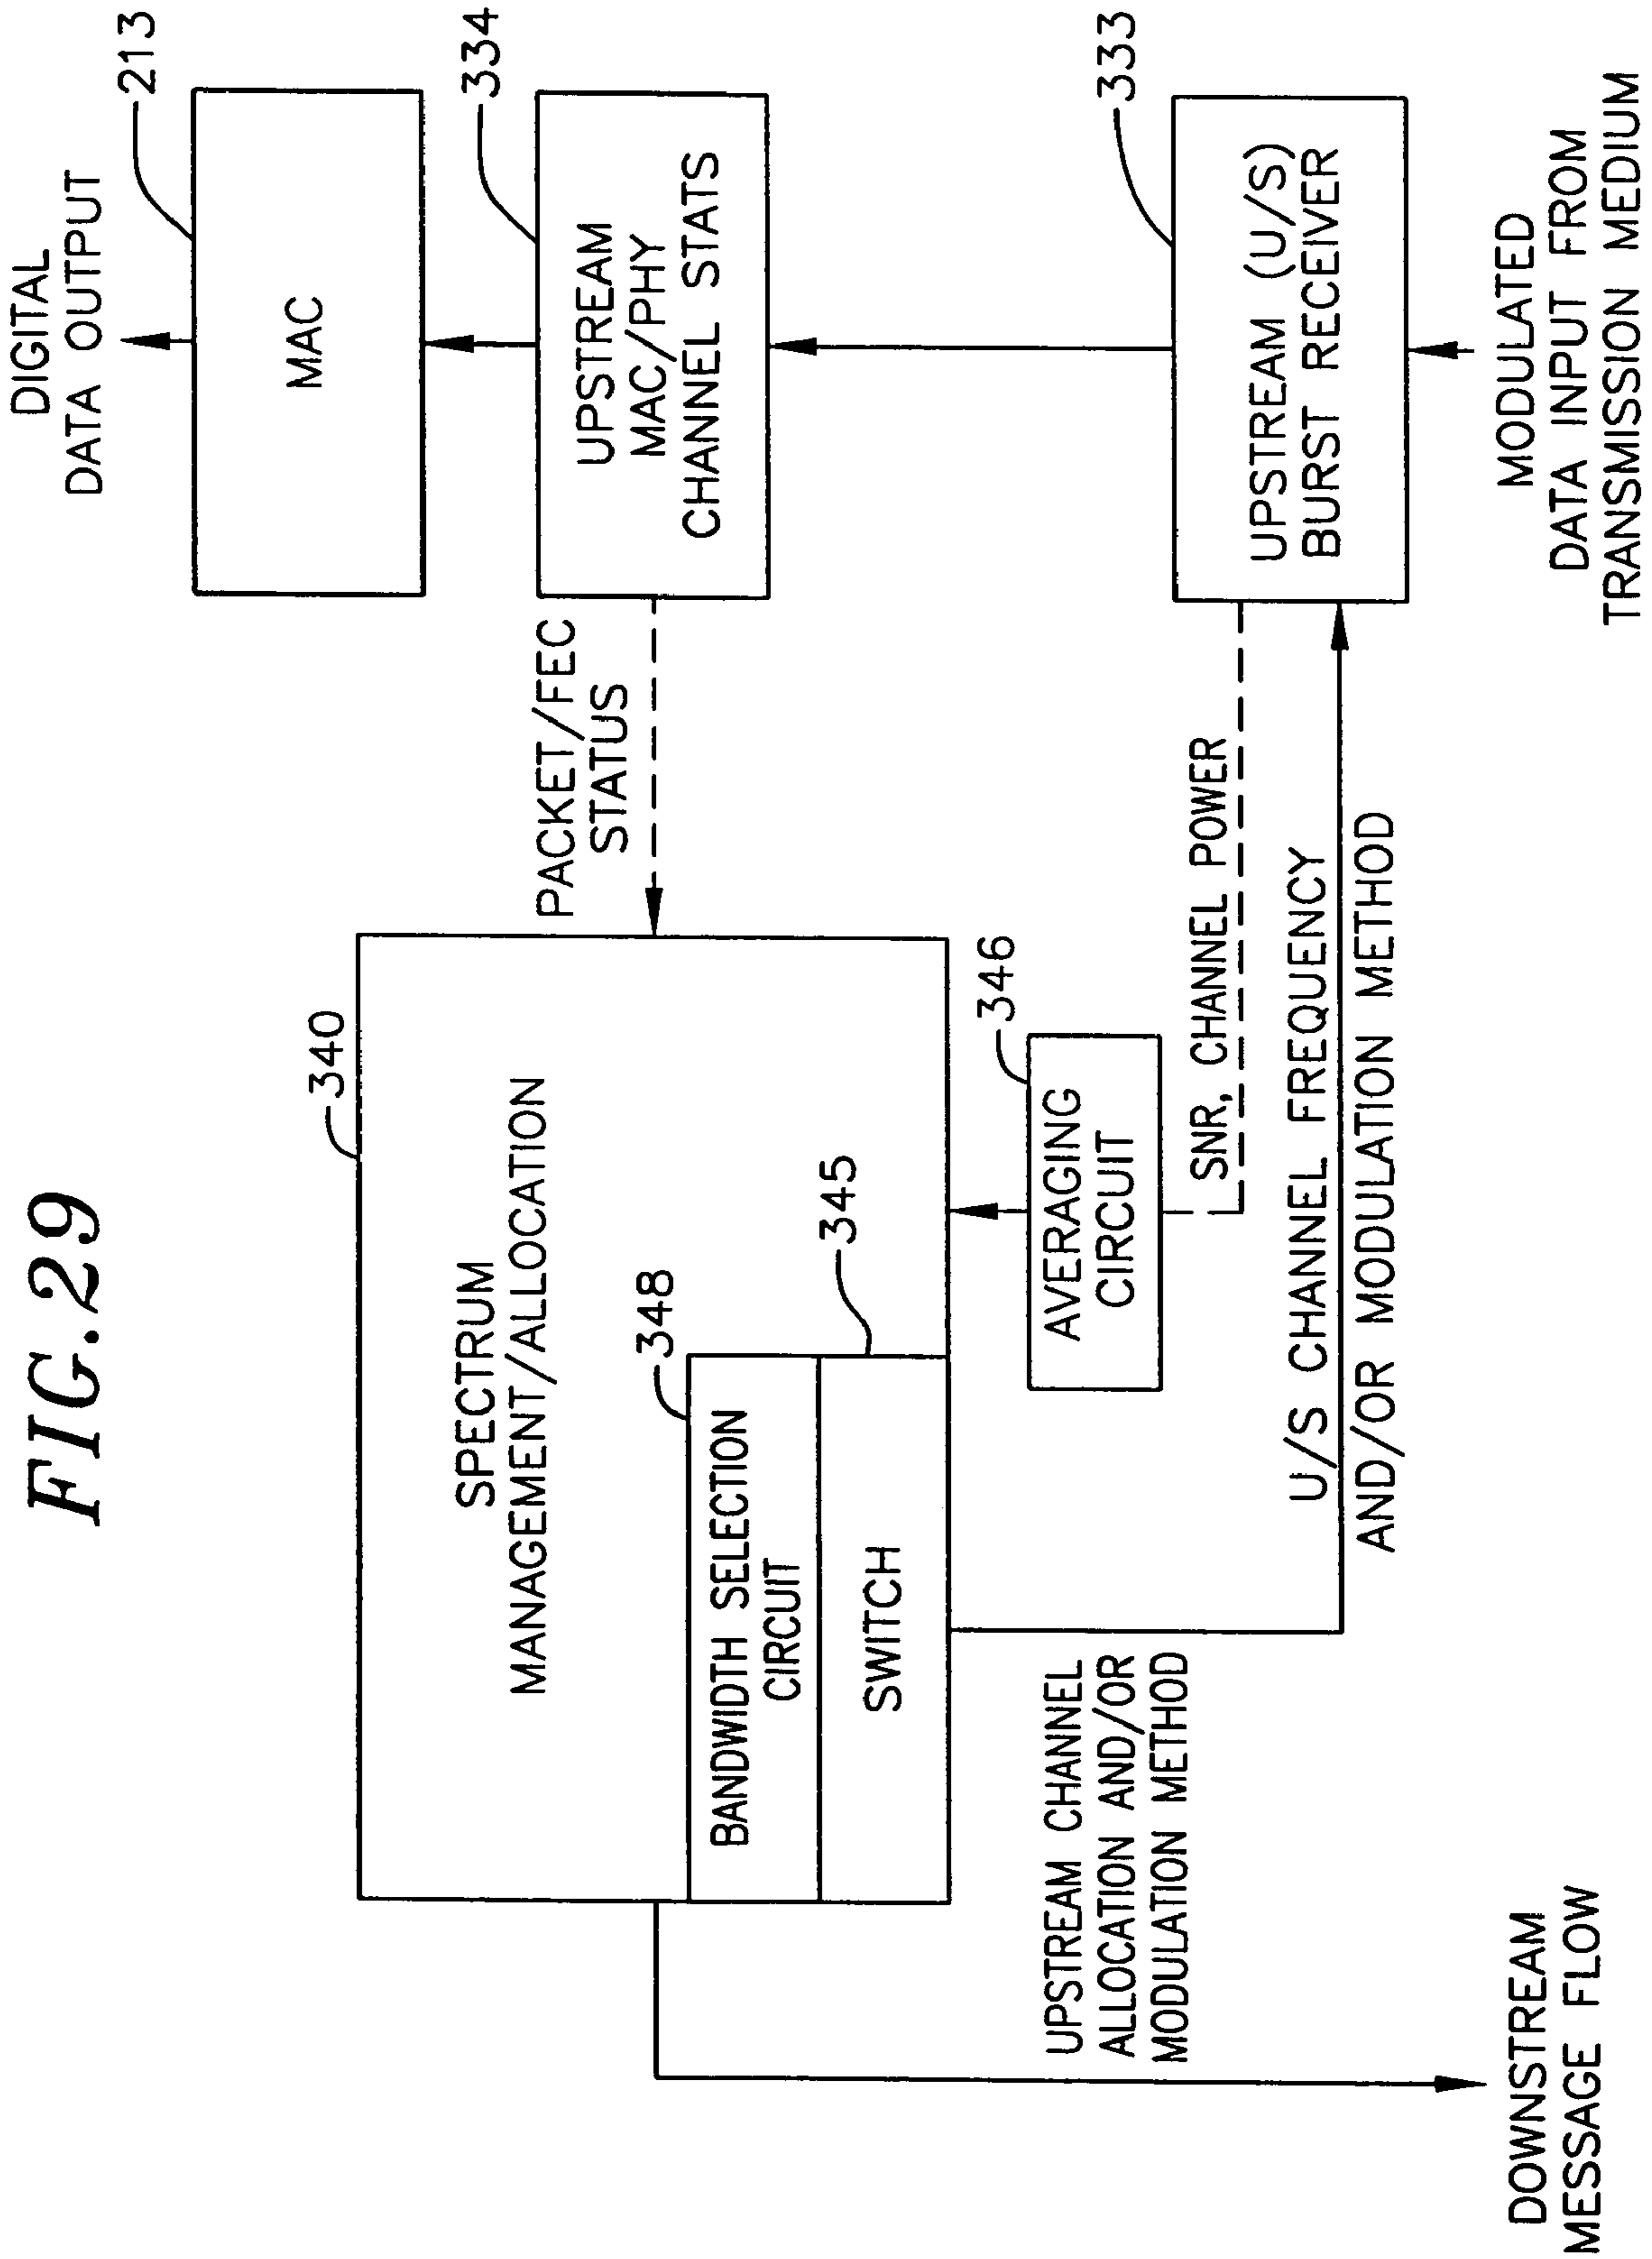 FIG.29
DIGITAL
DATA OUTPUT
213
MAC
334
UPSTREAM
MAC/PHY
CHANNEL STATS
PACKET/FEC
STATUS
340
SPECTRUM
MANAGEMENT/ALLOCATION
348
BANDWIDTH SELECTION
CIRCUIT
345
SWITCH
346
AVERAGING
CIRCUIT
SNR, CHANNEL POWER
333
UPSTREAM (U/S)
BURST RECEIVER
U/S CHANNEL FREQUENCY
AND/OR MODULATION METHOD
UPSTREAM CHANNEL
ALLOCATION AND/OR
MODULATION METHOD
MODULATED
DATA INPUT FROM
TRANSMISSION MEDIUM
DOWNSTREAM
MESSAGE FLOW